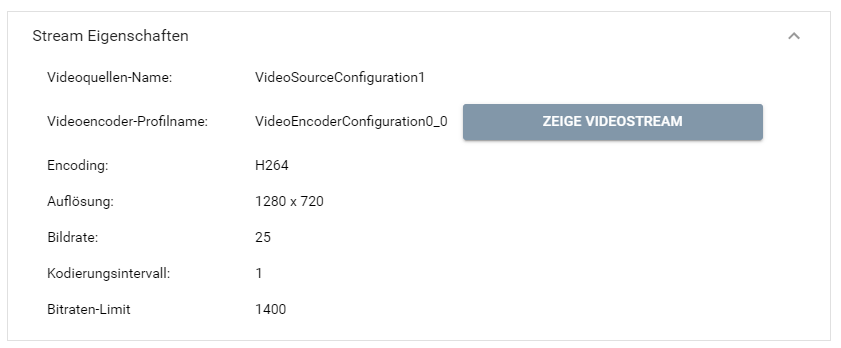 Stream Eigenschaften
Videoquellen-Name: VideoSourceConfiguration1
Videoencoder-Profilname: VideoEncoderConfiguration0_0 ZEIGE VIDEOSTREAM
Encoding: H264
Auflösung: 1280 x 720
Bildrate: 25
Kodierungsintervall: 1
Bitraten-Limit 1400